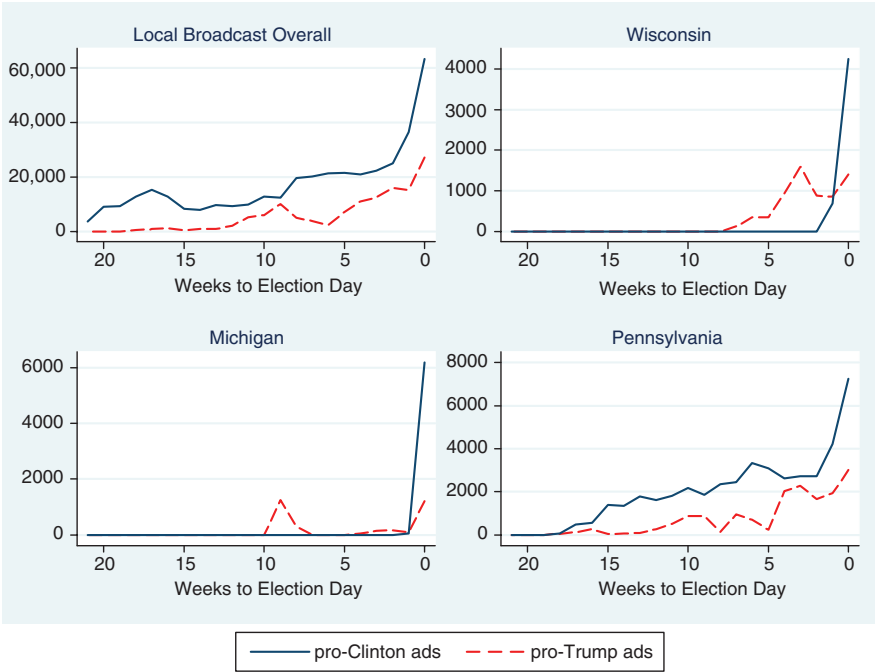 Local Broadcast Overall
60,000
40,000
20,000
0
20 15 10 5 0
Weeks to Election Day
Wisconsin
4000
3000
2000
1000
0
20 15 10 5 0
Weeks to Election Day
Michigan
6000
4000
2000
0
20 15 10 5 0
Weeks to Election Day
Pennsylvania
8000
6000
4000
2000
0
20 15 10 5 0
Weeks to Election Day
pro-Clinton ads pro-Trump ads